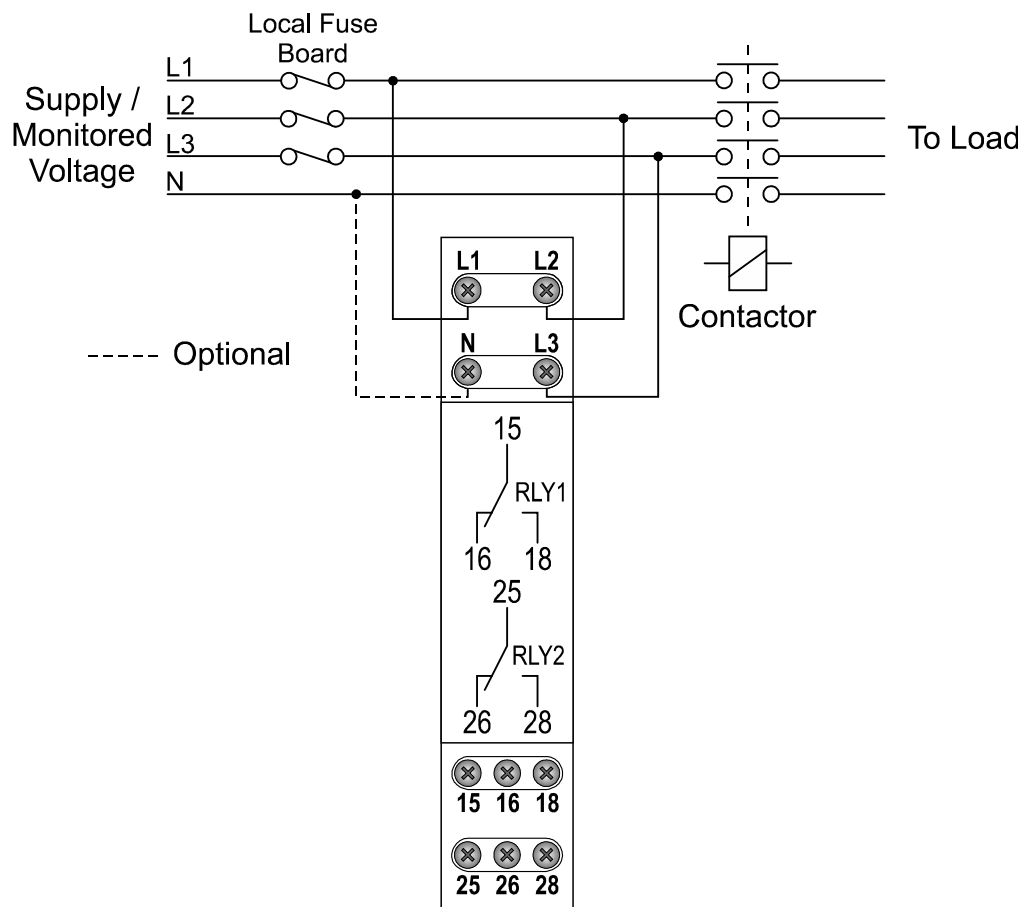 Local Fuse
Board
L1
L2
L3
N
Supply /
Monitored
Voltage
To Load
Contactor
L1 L2
N L3
Optional
15
RLY1
16 18
25
RLY2
26 28
15 16 18
25 26 28